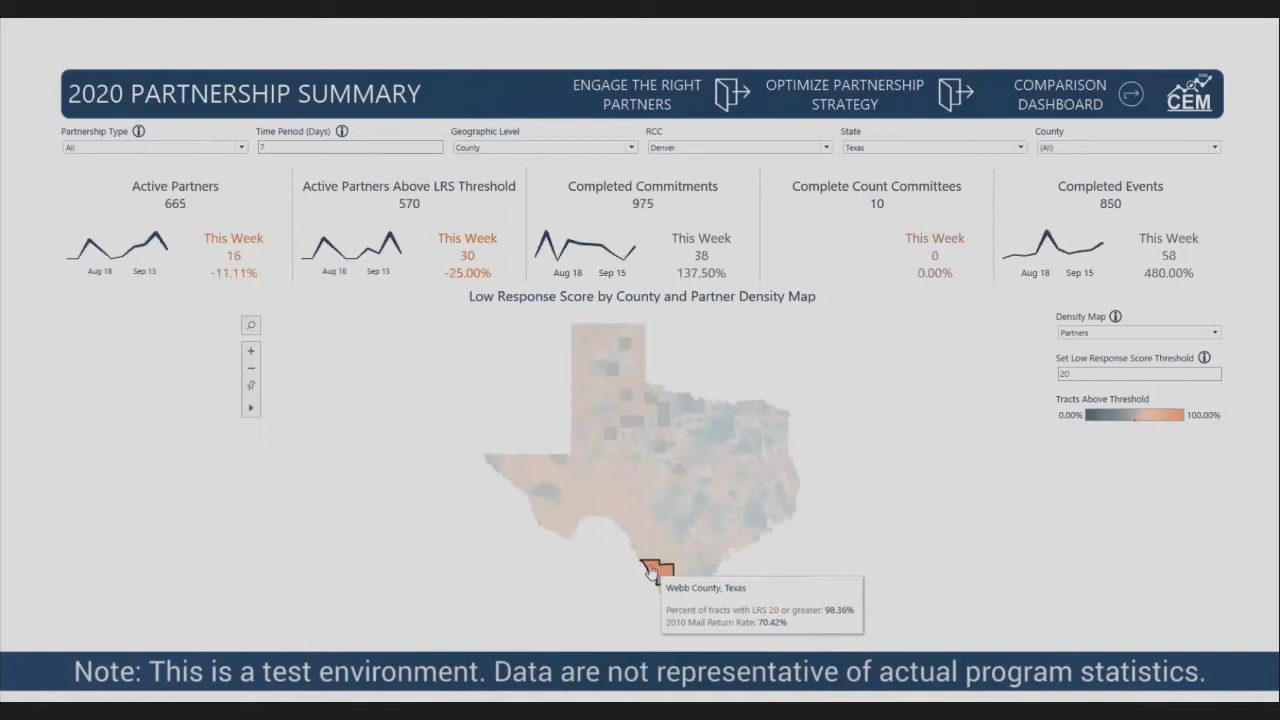 2020 PARTNERSHIP SUMMARY
ENGAGE THE RIGHT
PARTNERS
OPTIMIZE PARTNERSHIP
STRATEGY
COMPARISON
DASHBOARD
CEM
Partnership Type
Time Period (Days)
Geographic Level
RCC
State
County
All
7
County
Denver
Texas
(All)
Active Partners
665
This Week
16
-11.11%
Aug 18
Sep 15
Active Partners Above LRS Threshold
570
This Week
30
-25.00%
Aug 18
Sep 15
Completed Commitments
975
This Week
38
137.50%
Aug 18
Sep 15
Complete Count Committees
10
This Week
0
0.00%
Completed Events
850
This Week
58
480.00%
Aug 18
Sep 15
Low Response Score by County and Partner Density Map
Density Map
Partners
Set Low Response Score Threshold
20
Tracts Above Threshold
0.00%
100.00%
Webb County, Texas
Percent of tracts with LRS 20 or greater: 98.36%
2010 Mail Return Rate: 70.42%
Note: This is a test environment. Data are not representative of actual program statistics.